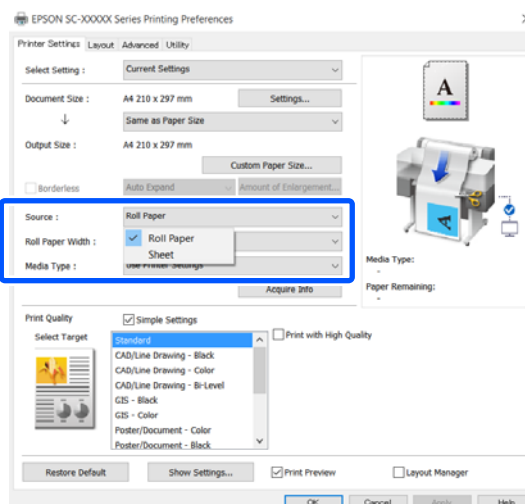 EPSON SC-XXXXX Series Printing Preferences
Printer Settings Layout Advanced Utility
Select Setting : Current Settings
Document Size : A4 210 x 297 mm Settings...
Same as Paper Size
Output Size : A4 210 x 297 mm
Custom Paper Size...
Borderless Auto Expand Amount of Enlargement...
Source : Roll Paper
Roll Paper Width : Roll Paper
Sheet
Media Type : Use Printer Settings
Acquire Info
A
Media Type:
-
Paper Remaining:
-
Print Quality Simple Settings
Select Target Standard
CAD/Line Drawing - Black
CAD/Line Drawing - Color
CAD/Line Drawing - Bi-Level
GIS - Black
GIS - Color
Poster/Document - Color
Poster/Document - Black
Print with High Quality
Restore Default Show Settings... Print Preview Layout Manager
OK Cancel Apply Help